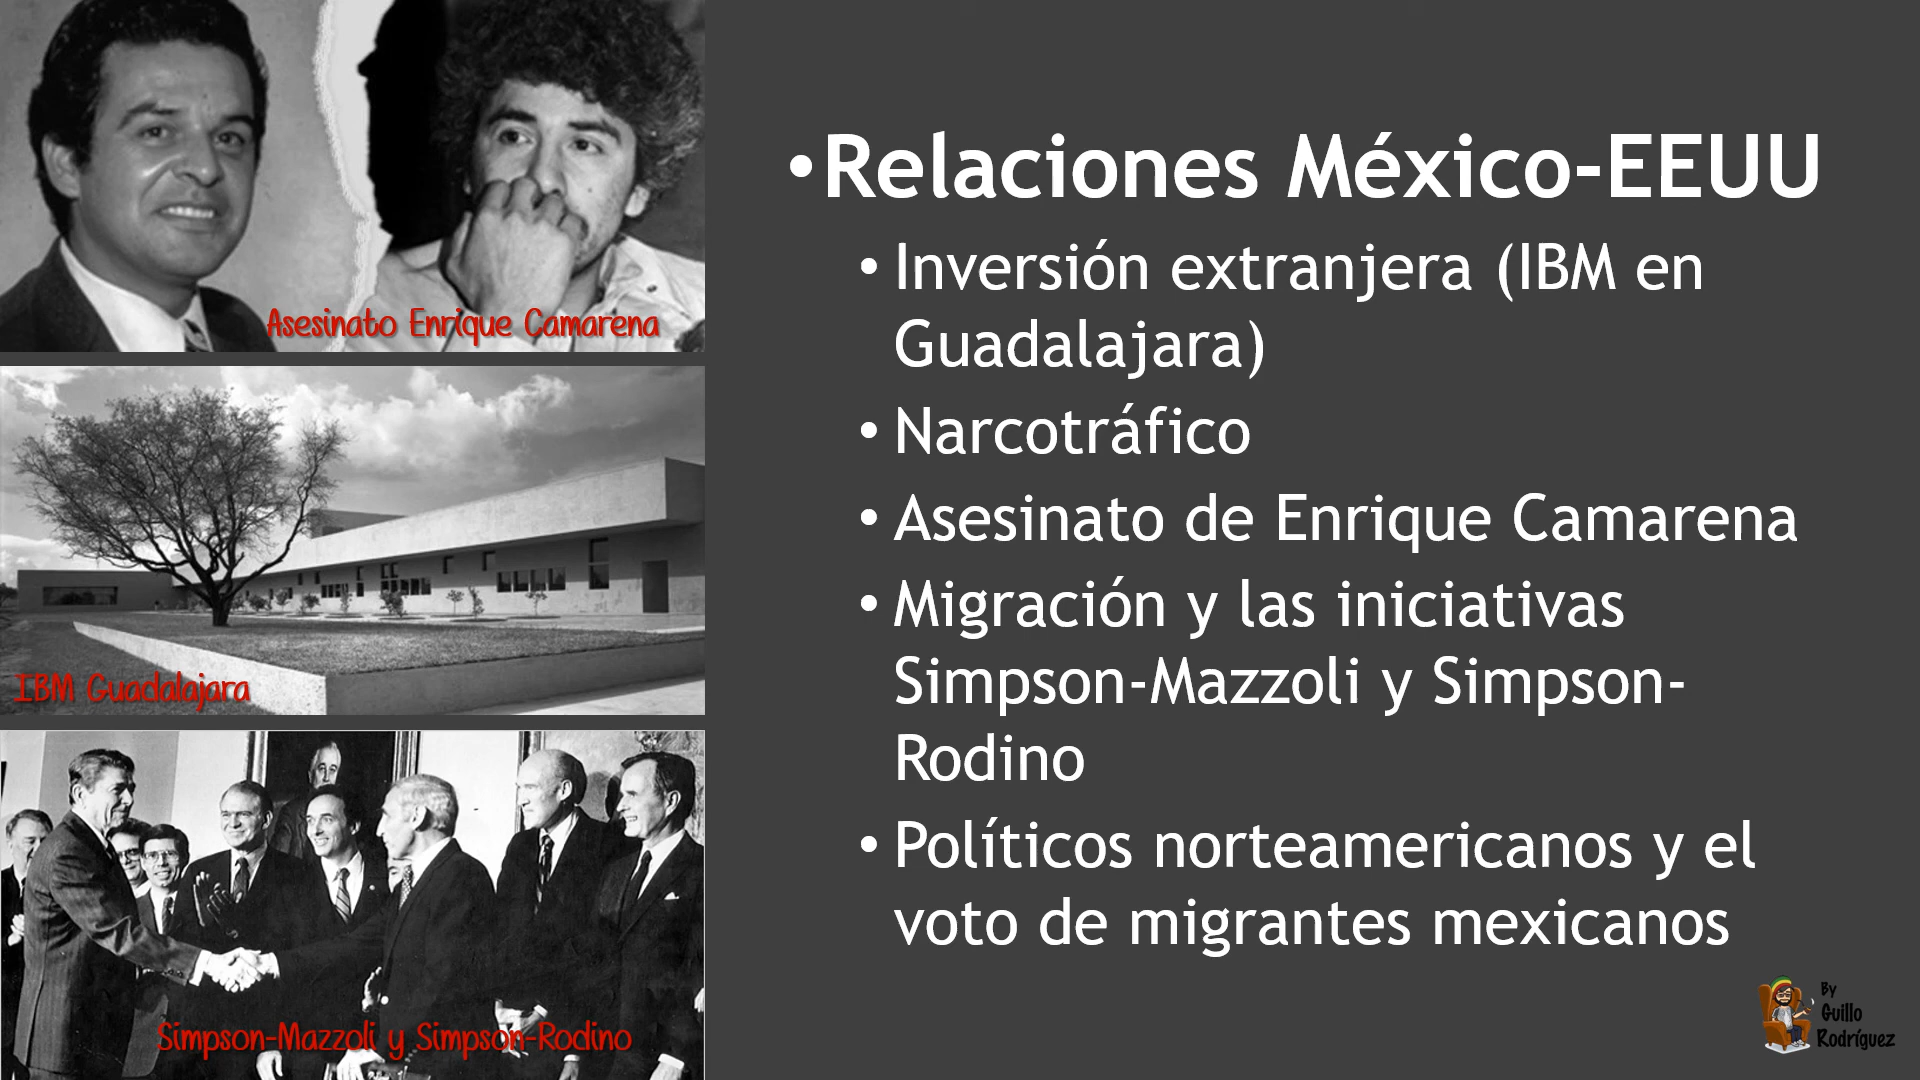 Asesinato Enrique Camarena
IBM Guadalajara
Simpson-Mazzoli y Simpson-Rodino
•Relaciones México-EEUU
• Inversión extranjera (IBM en
Guadalajara)
• Narcotráfico
• Asesinato de Enrique Camarena
• Migración y las iniciativas
Simpson-Mazzoli y Simpson-
Rodino
• Políticos norteamericanos y el
voto de migrantes mexicanos
By
Guillo
Rodríguez